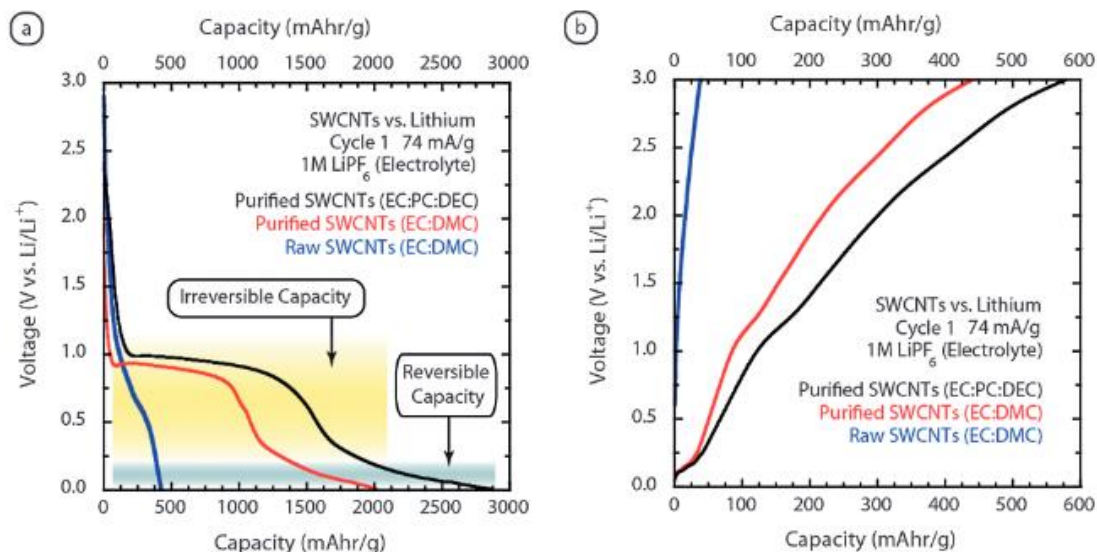 a
Capacity (mAhr/g)
0 500 1000 1500 2000 2500 3000
3.0
2.5
2.0
1.5
1.0
0.5
0.0
Voltage (V vs. Li/Li⁺)
SWCNTs vs. Lithium
Cycle 1 74 mA/g
1M LiPF₆ (Electrolyte)
Purified SWCNTs (EC:PC:DEC)
Purified SWCNTs (EC:DMC)
Raw SWCNTs (EC:DMC)
Irreversible Capacity
Reversible
Capacity
0 500 1000 1500 2000 2500 3000
Capacity (mAhr/g)
b
Capacity (mAhr/g)
0 100 200 300 400 500 600
3.0
2.5
2.0
1.5
1.0
0.5
0.0
Voltage (V vs. Li/Li⁺)
SWCNTs vs. Lithium
Cycle 1 74 mA/g
1M LiPF₆ (Electrolyte)
Purified SWCNTs (EC:PC:DEC)
Purified SWCNTs (EC:DMC)
Raw SWCNTs (EC:DMC)
0 100 200 300 400 500 600
Capacity (mAhr/g)